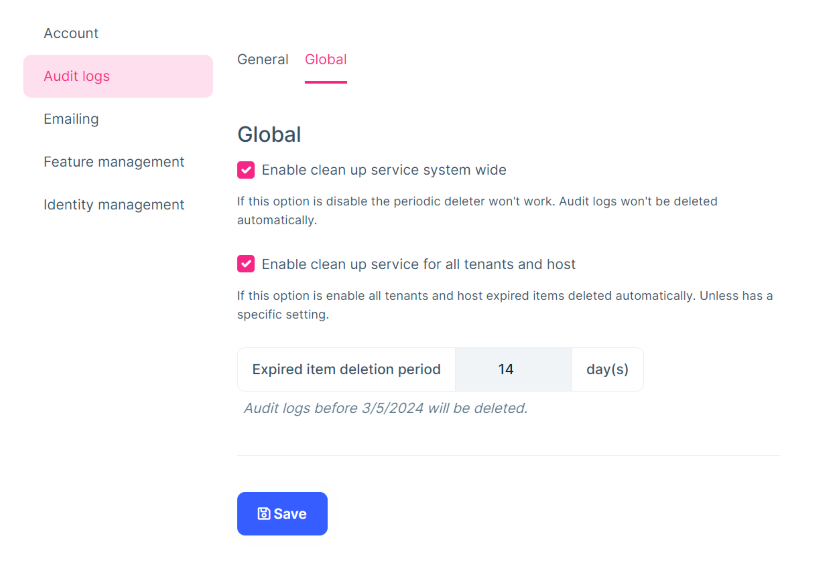 Account
Audit logs
Emailing
Feature management
Identity management
General Global
Global
Enable clean up service system wide
If this option is disable the periodic deleter won't work. Audit logs won't be deleted
automatically.
Enable clean up service for all tenants and host
If this option is enable all tenants and host expired items deleted automatically. Unless has a
specific setting.
Expired item deletion period 14 day(s)
Audit logs before 3/5/2024 will be deleted.
Save